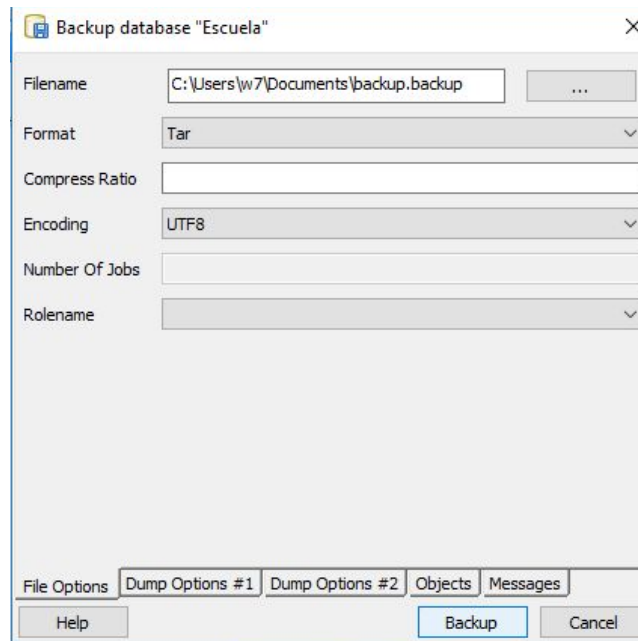 Backup database "Escuela"
Filename C:\Users\w7\Documents\backup.backup ...
Format Tar
Compress Ratio
Encoding UTF8
Number Of Jobs
Rolename
File Options Dump Options #1 Dump Options #2 Objects Messages
Help Backup Cancel